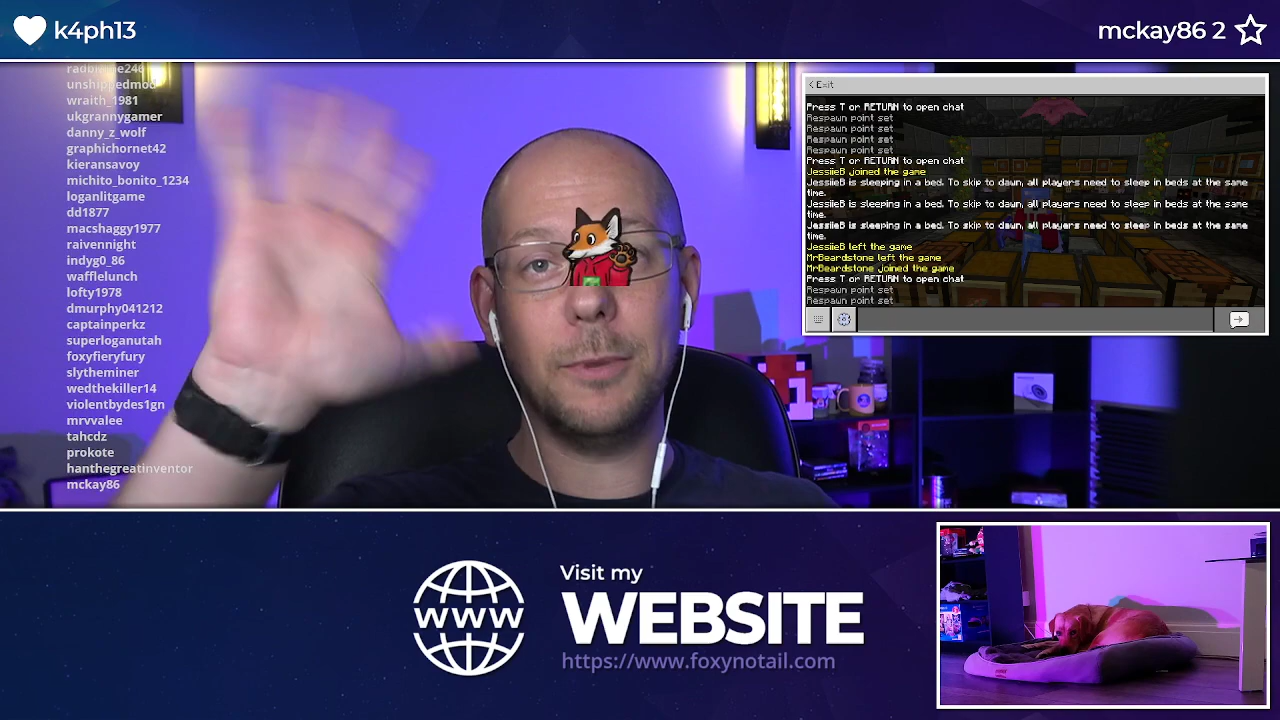 k4ph13
mckay86 2
unshippedmod
wraith_1981
ukgrannygamer
danny_z_wolf
graphichornet42
kieransavoy
michito_bonito_1234
loganlitgame
dd1877
macshaggy1977
raivennight
indyg0_86
wafflelunch
lofty1978
dmurphy041212
captainperkz
superloganutah
foxyfieryfury
slytheminer
wedthekiller14
violentbydes1gn
mrvvalee
tahcdz
prokote
hanthegreatinventor
mckay86
< Exit
Press T or RETURN to open chat
Respawn point set
Respawn point set
Respawn point set
Respawn point set
Press T or RETURN to open chat
JessiieB joined the game
JessiieB is sleeping in a bed. To skip to dawn, all players need to sleep in beds at the same
time.
JessiieB is sleeping in a bed. To skip to dawn, all players need to sleep in beds at the same
time.
JessiieB is sleeping in a bed. To skip to dawn, all players need to sleep in beds at the same
time.
JessiieB left the game
MrBeardstone left the game
MrBeardstone joined the game
Press T or RETURN to open chat
Respawn point set
Respawn point set
www
Visit my
WEBSITE
https://www.foxynotail.com